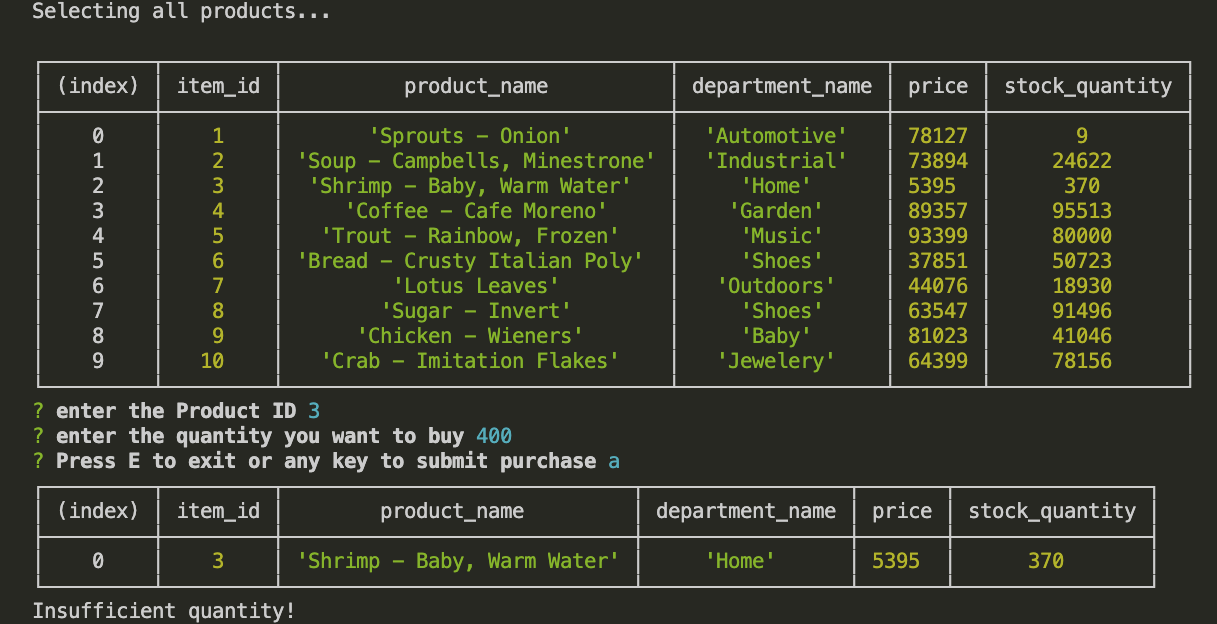 Selecting all products...
(index) item_id product_name department_name price stock_quantity
0 1 'Sprouts – Onion' 'Automotive' 78127 9
1 2 'Soup – Campbells, Minestrone' 'Industrial' 73894 24622
2 3 'Shrimp – Baby, Warm Water' 'Home' 5395 370
3 4 'Coffee – Cafe Moreno' 'Garden' 89357 95513
4 5 'Trout – Rainbow, Frozen' 'Music' 93399 80000
5 6 'Bread – Crusty Italian Poly' 'Shoes' 37851 50723
6 7 'Lotus Leaves' 'Outdoors' 44076 18930
7 8 'Sugar – Invert' 'Shoes' 63547 91496
8 9 'Chicken – Wieners' 'Baby' 81023 41046
9 10 'Crab – Imitation Flakes' 'Jewelery' 64399 78156
? enter the Product ID 3
? enter the quantity you want to buy 400
? Press E to exit or any key to submit purchase a
(index) item_id product_name department_name price stock_quantity
0 3 'Shrimp – Baby, Warm Water' 'Home' 5395 370
Insufficient quantity!